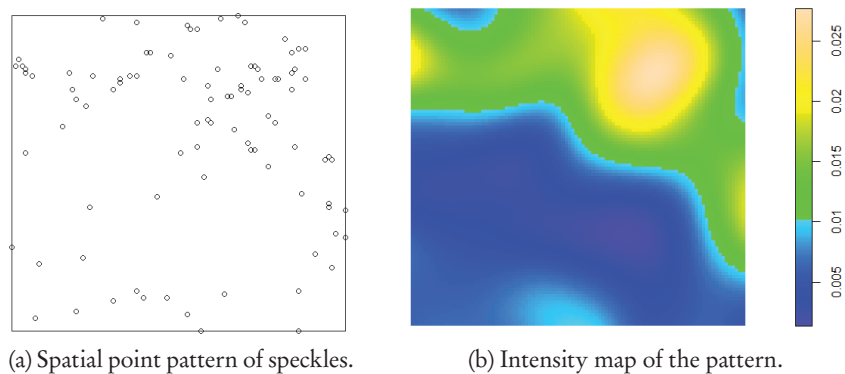 0.025
0.02
0.015
0.01
0.005
(a) Spatial point pattern of speckles.
(b) Intensity map of the pattern.